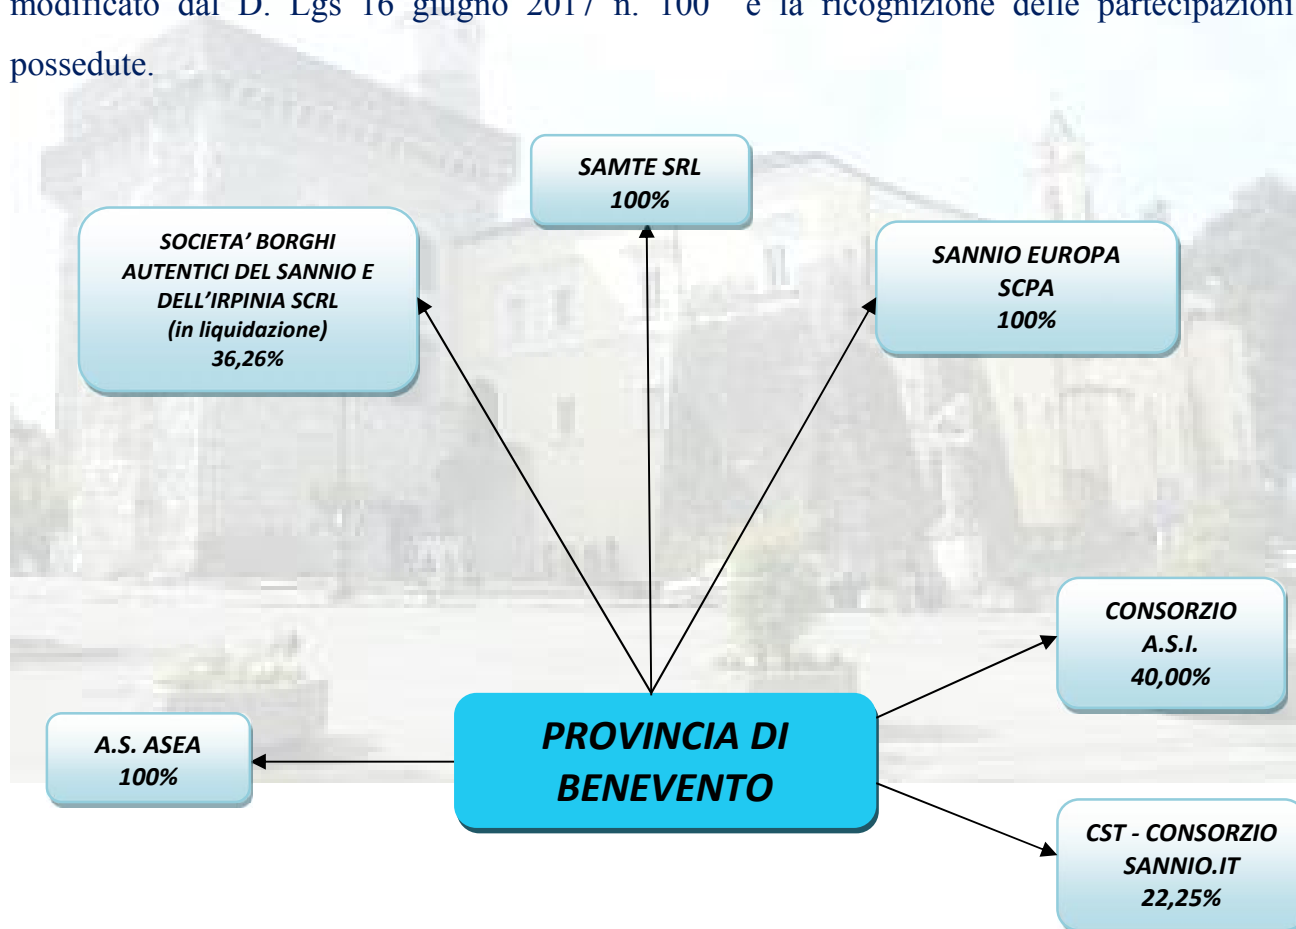 modificato dal D. Lgs 16 giugno 2017 n. 100 e la ricognizione delle partecipazioni
possedute.
SAMTE SRL
100%
SOCIETA’ BORGHI
AUTENTICI DEL SANNIO E
DELL’IRPINIA SCRL
(in liquidazione)
36,26%
SANNIO EUROPA
SCPA
100%
CONSORZIO
A.S.I.
40,00%
A.S. ASEA
100%
PROVINCIA DI
BENEVENTO
CST - CONSORZIO
SANNIO.IT
22,25%